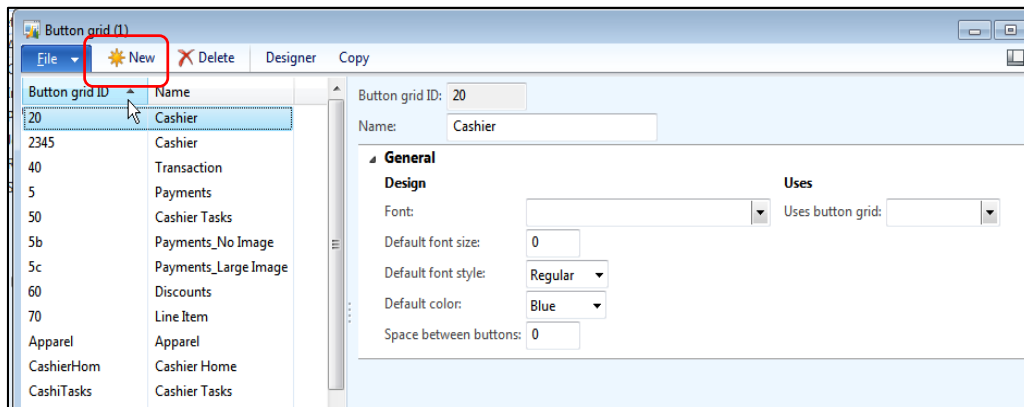 Button grid (1)
File New Delete Designer Copy
Button grid ID Name
20 Cashier
2345 Cashier
40 Transaction
5 Payments
50 Cashier Tasks
5b Payments_No Image
5c Payments_Large Image
60 Discounts
70 Line Item
Apparel Apparel
CashierHom Cashier Home
CashiTasks Cashier Tasks
Button grid ID: 20
Name: Cashier
General
Design Uses
Font: Uses button grid:
Default font size: 0
Default font style: Regular
Default color: Blue
Space between buttons: 0